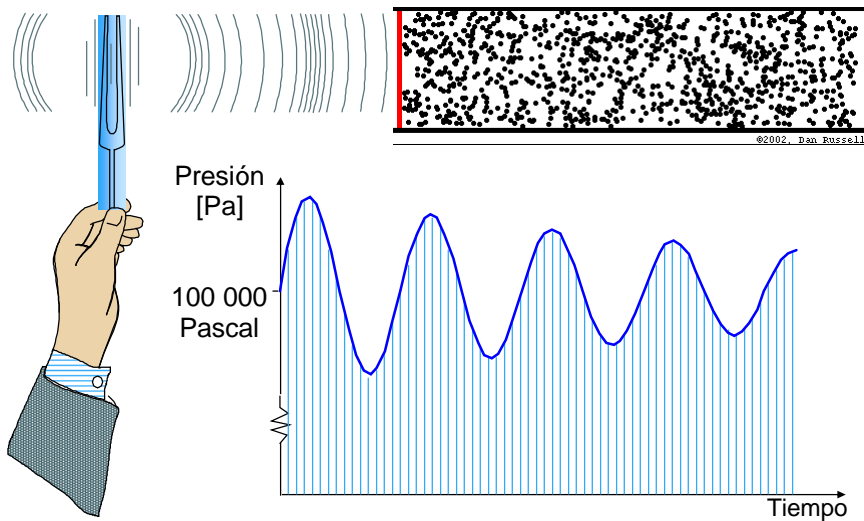 ©2002, Dan Russell
Presión
[Pa]
100 000
Pascal
Tiempo